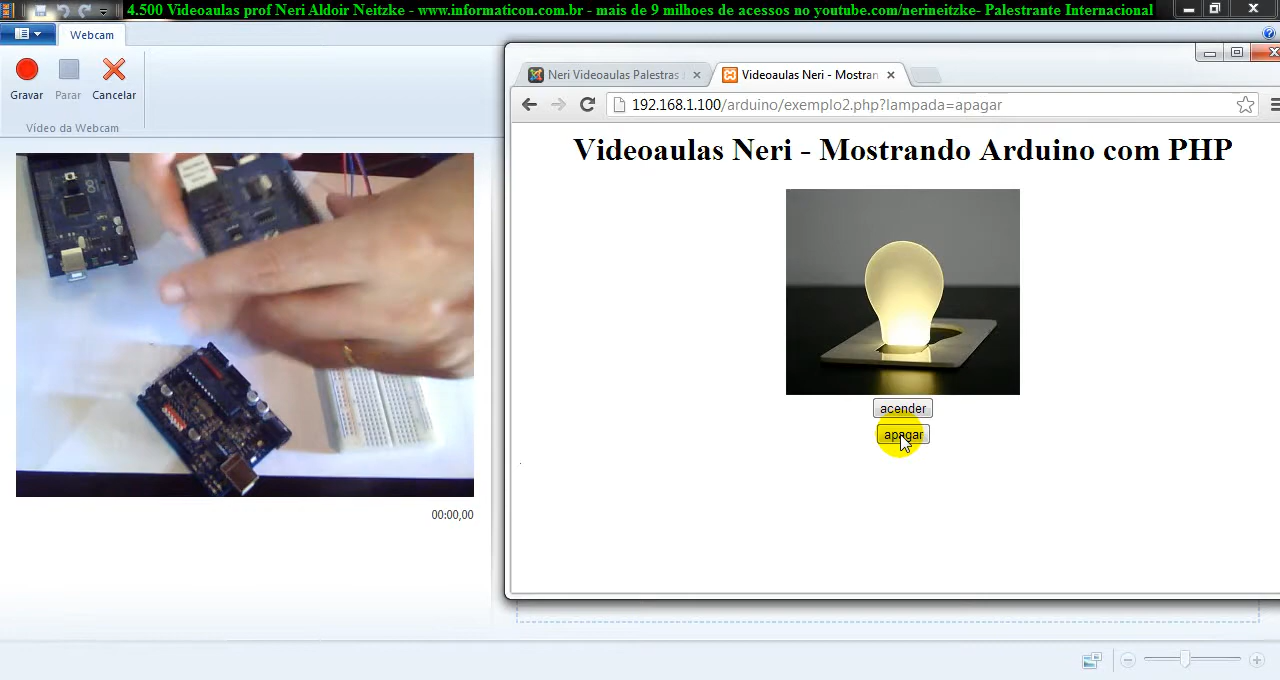 4.500 Videoaulas prof Neri Aldoir Neitzke - www.informaticon.com.br - mais de 9 milhoes de acessos no youtube.com/nerineitzke- Palestrante Internacional
Webcam
Gravar
Parar
Cancelar
Vídeo da Webcam
Neri Videoaulas Palestras
Videoaulas Neri - Mostran
192.168.1.100/arduino/exemplo2.php?lampada=apagar
Videoaulas Neri - Mostrando Arduino com PHP
acender
apagar
00:00,00